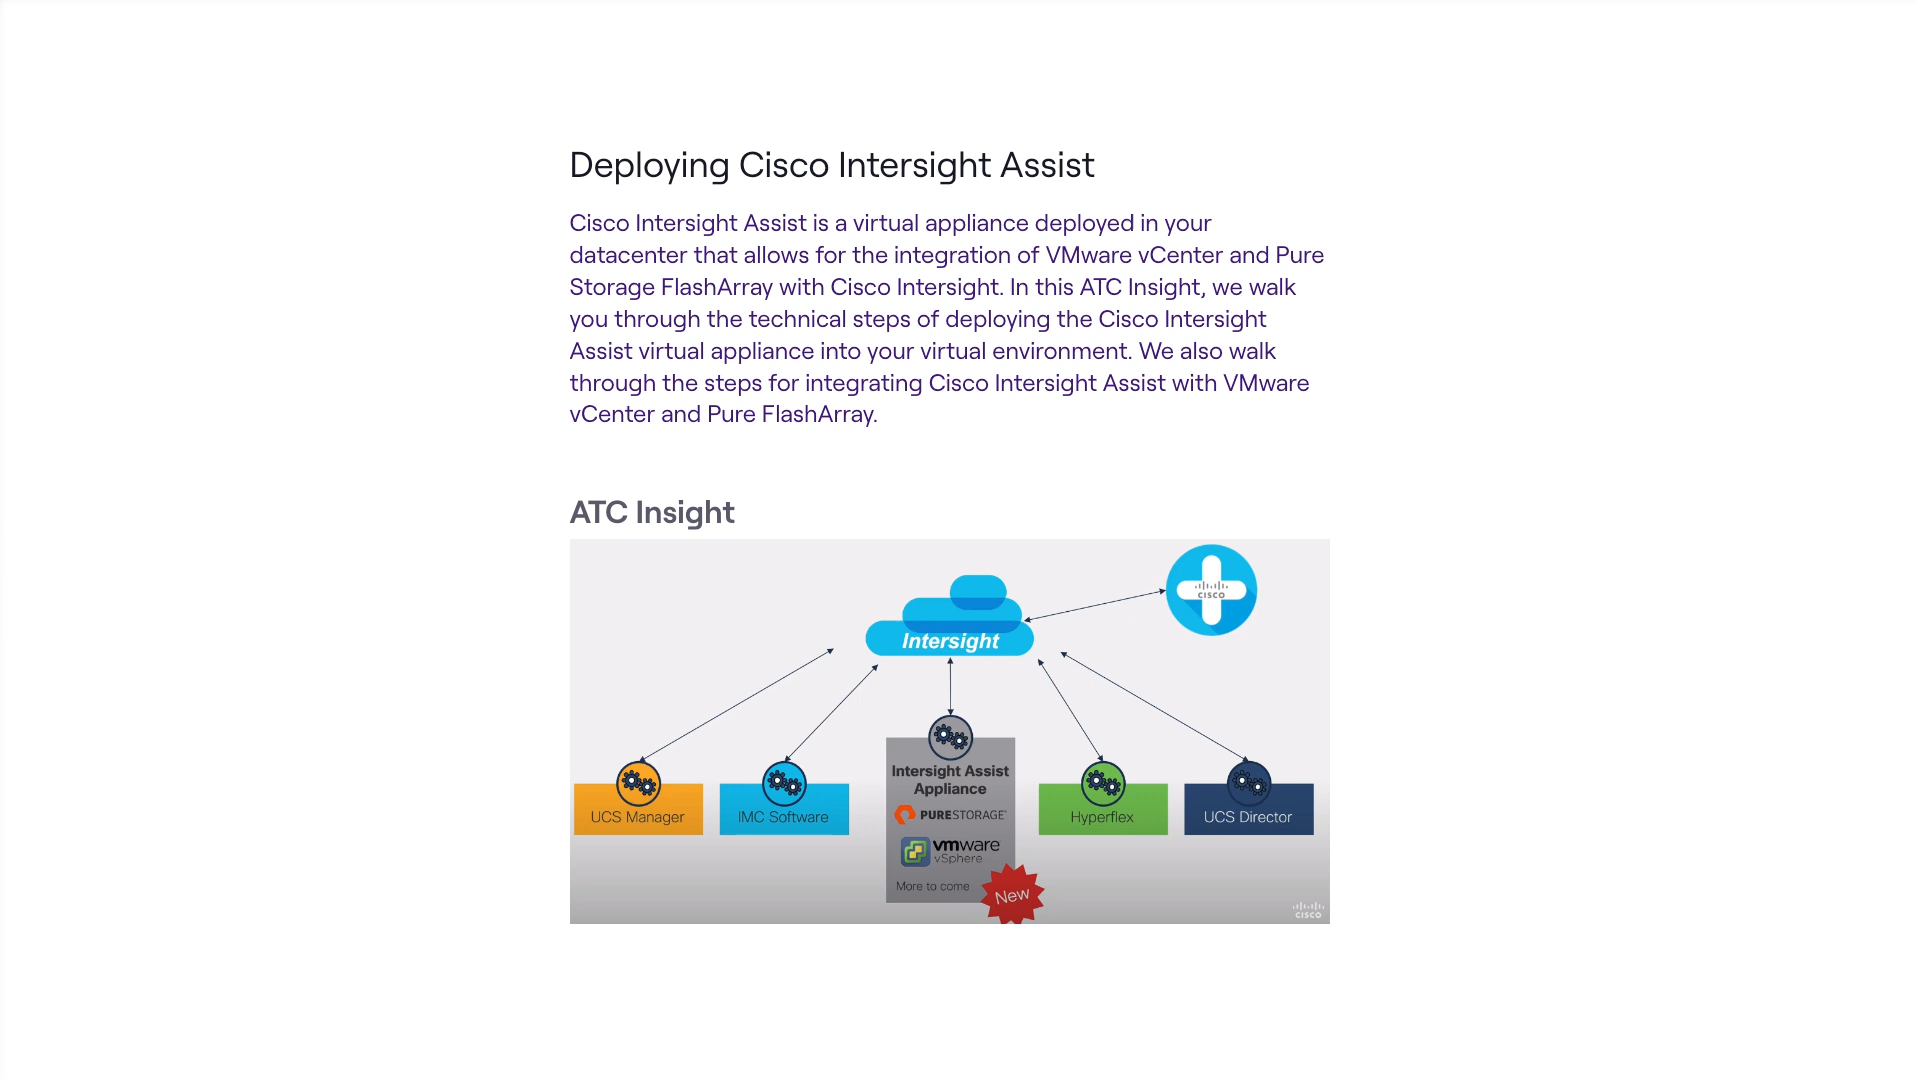 Deploying Cisco Intersight Assist
Cisco Intersight Assist is a virtual appliance deployed in your
datacenter that allows for the integration of VMware vCenter and Pure
Storage FlashArray with Cisco Intersight. In this ATC Insight, we walk
you through the technical steps of deploying the Cisco Intersight
Assist virtual appliance into your virtual environment. We also walk
through the steps for integrating Cisco Intersight Assist with VMware
vCenter and Pure FlashArray.
ATC Insight
CISCO
Intersight
UCS Manager
IMC Software
Intersight Assist
Appliance
PURESTORAGE
vmware
vSphere
More to come
New
Hyperflex
UCS Director
CISCO